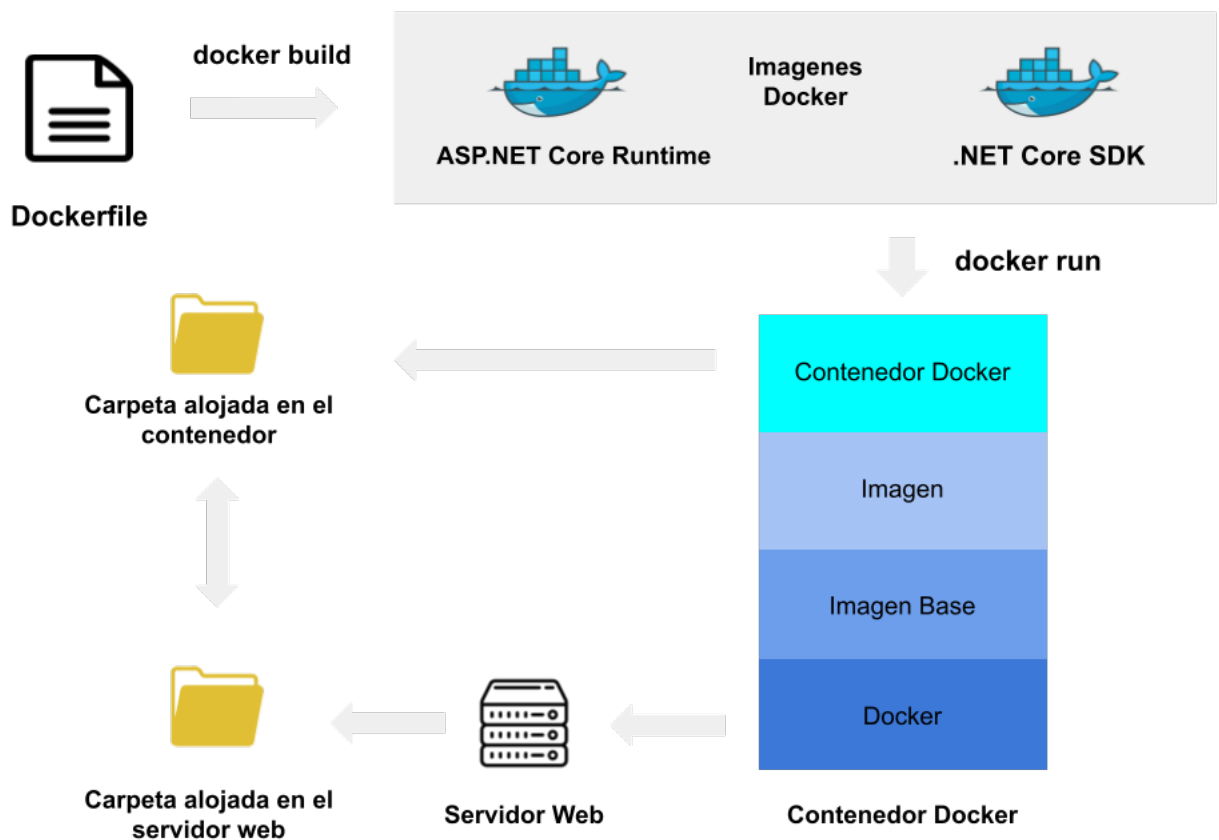 docker build
Imagenes
Docker
ASP.NET Core Runtime
.NET Core SDK
Dockerfile
docker run
Contenedor Docker
Carpeta alojada en el
contenedor
Imagen
Imagen Base
Docker
Carpeta alojada en el
servidor web
Servidor Web
Contenedor Docker